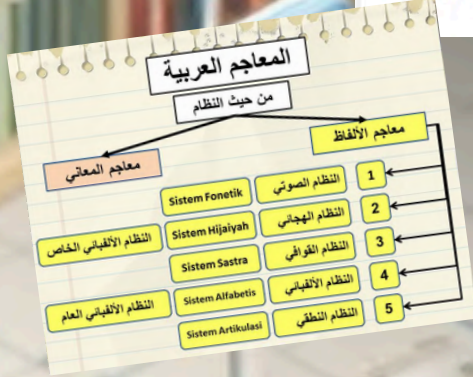 المعاجم العربية
من حيث النظام
معاجم الألفاظ
معاجم المعاني
1 النظام الصوتي Sistem Fonetik
2 النظام الهجائي Sistem Hijaiyah النظام الألفبائي الخاص
3 النظام القوافي Sistem Sastra
4 النظام الألفبائي Sistem Alfabetis النظام الألفبائي العام
5 النظام النطقي Sistem Artikulasi